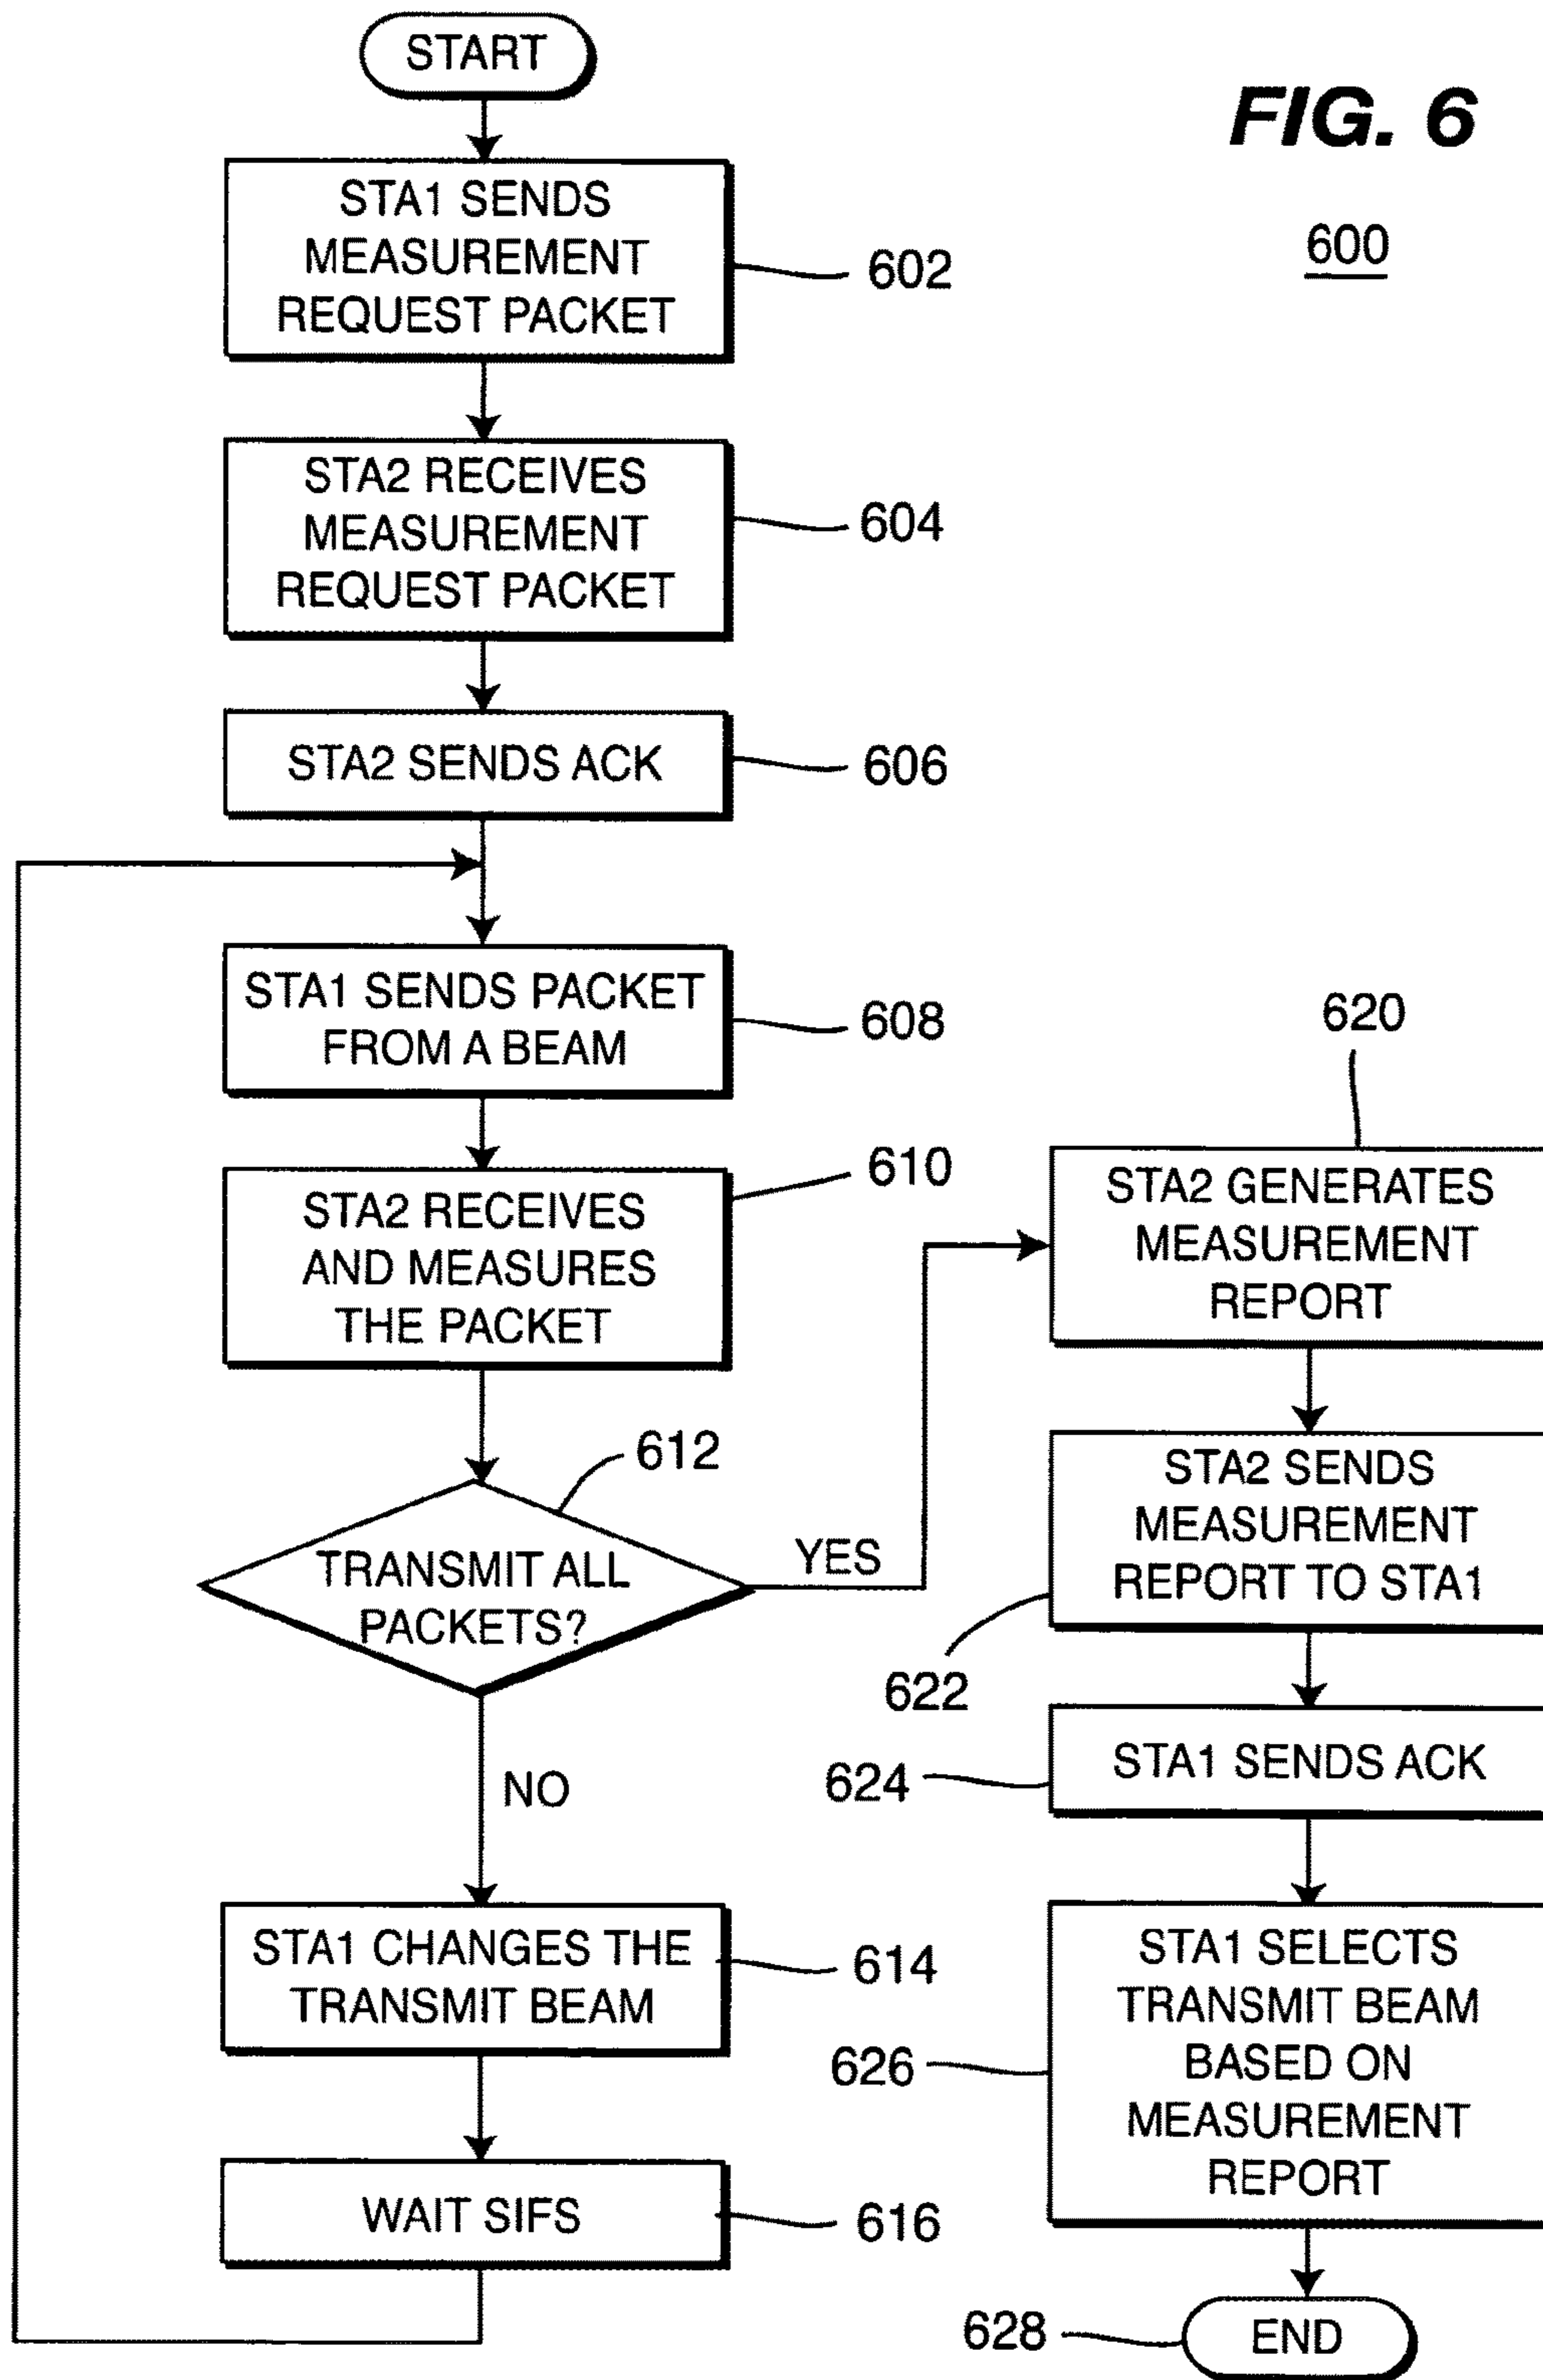 START
FIG. 6
600
STA1 SENDS
MEASUREMENT
REQUEST PACKET
602
STA2 RECEIVES
MEASUREMENT
REQUEST PACKET
604
STA2 SENDS ACK
606
STA1 SENDS PACKET
FROM A BEAM
608
STA2 RECEIVES
AND MEASURES
THE PACKET
610
TRANSMIT ALL
PACKETS?
612
YES
NO
STA1 CHANGES THE
TRANSMIT BEAM
614
WAIT SIFS
616
620
STA2 GENERATES
MEASUREMENT
REPORT
STA2 SENDS
MEASUREMENT
REPORT TO STA1
622
STA1 SENDS ACK
624
STA1 SELECTS
TRANSMIT BEAM
BASED ON
MEASUREMENT
REPORT
626
END
628